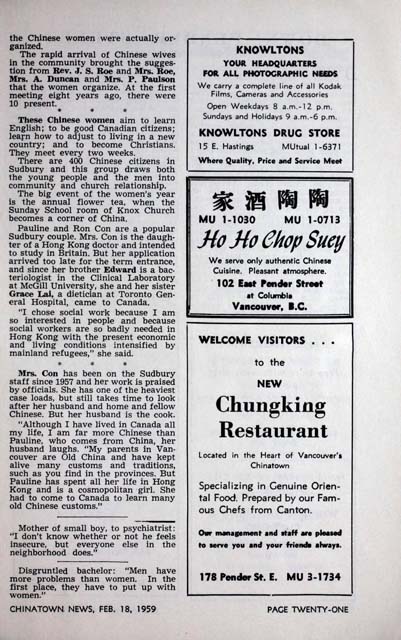 the Chinese women were actually or-
ganized.
The rapid arrival of Chinese wives
in the community brought the sugges-
tion from Rev. J. S. Roe and Mrs. Roe,
Mrs. A. Duncan and Mrs. P. Paulson
that the women organize. At the first
meeting eight years ago, there were
10 present.
* * *
These Chinese women aim to learn
English; to be good Canadian citizens;
learn how to adjust to living in a new
country; and to become Christians.
They meet every two weeks.
There are 400 Chinese citizens in
Sudbury and this group draws both
the young people and the men into
community and church relationship.
The big event of the women's year
is the annual flower tea, when the
Sunday School room of Knox Church
becomes a corner of China.
Pauline and Ron Con are a popular
Sudbury couple. Mrs. Con is the daugh-
ter of a Hong Kong doctor and intended
to study in Britain. But her application
arrived too late for the term entrance,
and since her brother Edward is a bac-
teriologist in the Clinical Laboratory
at McGill University, she and her sister
Grace Lai, a dietician at Toronto Gen-
eral Hospital, came to Canada.
"I chose social work because I am
so interested in people and because
social workers are so badly needed in
Hong Kong with the present economic
and living conditions intensified by
mainland refugees," she said.
* * *
Mrs. Con has been on the Sudbury
staff since 1957 and her work is praised
by officials. She has one of the heaviest
case loads, but still takes time to look
after her husband and home and fellow
Chinese. But her husband is the cook.
"Although I have lived in Canada all
my life, I am far more Chinese than
Pauline, who comes from China, her
husband laughs. "My parents in Van-
couver are Old China and have kept
alive many customs and traditions,
such as you find in the provinces. But
Pauline has spent all her life in Hong
Kong and is a cosmopolitan girl. She
had to come to Canada to learn many
old Chinese customs."
Mother of small boy, to psychiatrist:
"I don't know whether or not he feels
insecure, but everyone else in the
neighborhood does."
Disgruntled bachelor: "Men have
more problems than women. In the
first place, they have to put up with
women."
CHINATOWN NEWS, FEB. 18, 1959
KNOWLTONS
YOUR HEADQUARTERS
FOR ALL PHOTOGRAPHIC NEEDS
We carry a complete line of all Kodak
Films, Cameras and Accessories
Open Weekdays 8 a.m.-12 p.m.
Sundays and Holidays 9 a.m.-6 p.m.
KNOWLTONS DRUG STORE
15 E. Hastings MUtual 1-6371
Where Quality, Price and Service Meet
家酒陶陶
MU 1-1030 MU 1-0713
Ho Ho Chop Suey
We serve only authentic Chinese
Cuisine. Pleasant atmosphere.
102 East Pender Street
at Columbia
Vancouver, B.C.
WELCOME VISITORS . . .
to the
NEW
Chungking
Restaurant
Located in the Heart of Vancouver's
Chinatown
Specializing in Genuine Orien-
tal Food. Prepared by our Fam-
ous Chefs from Canton.
Our management and staff are pleased
to serve you and your friends always.
178 Pender St. E. MU 3-1734
PAGE TWENTY-ONE